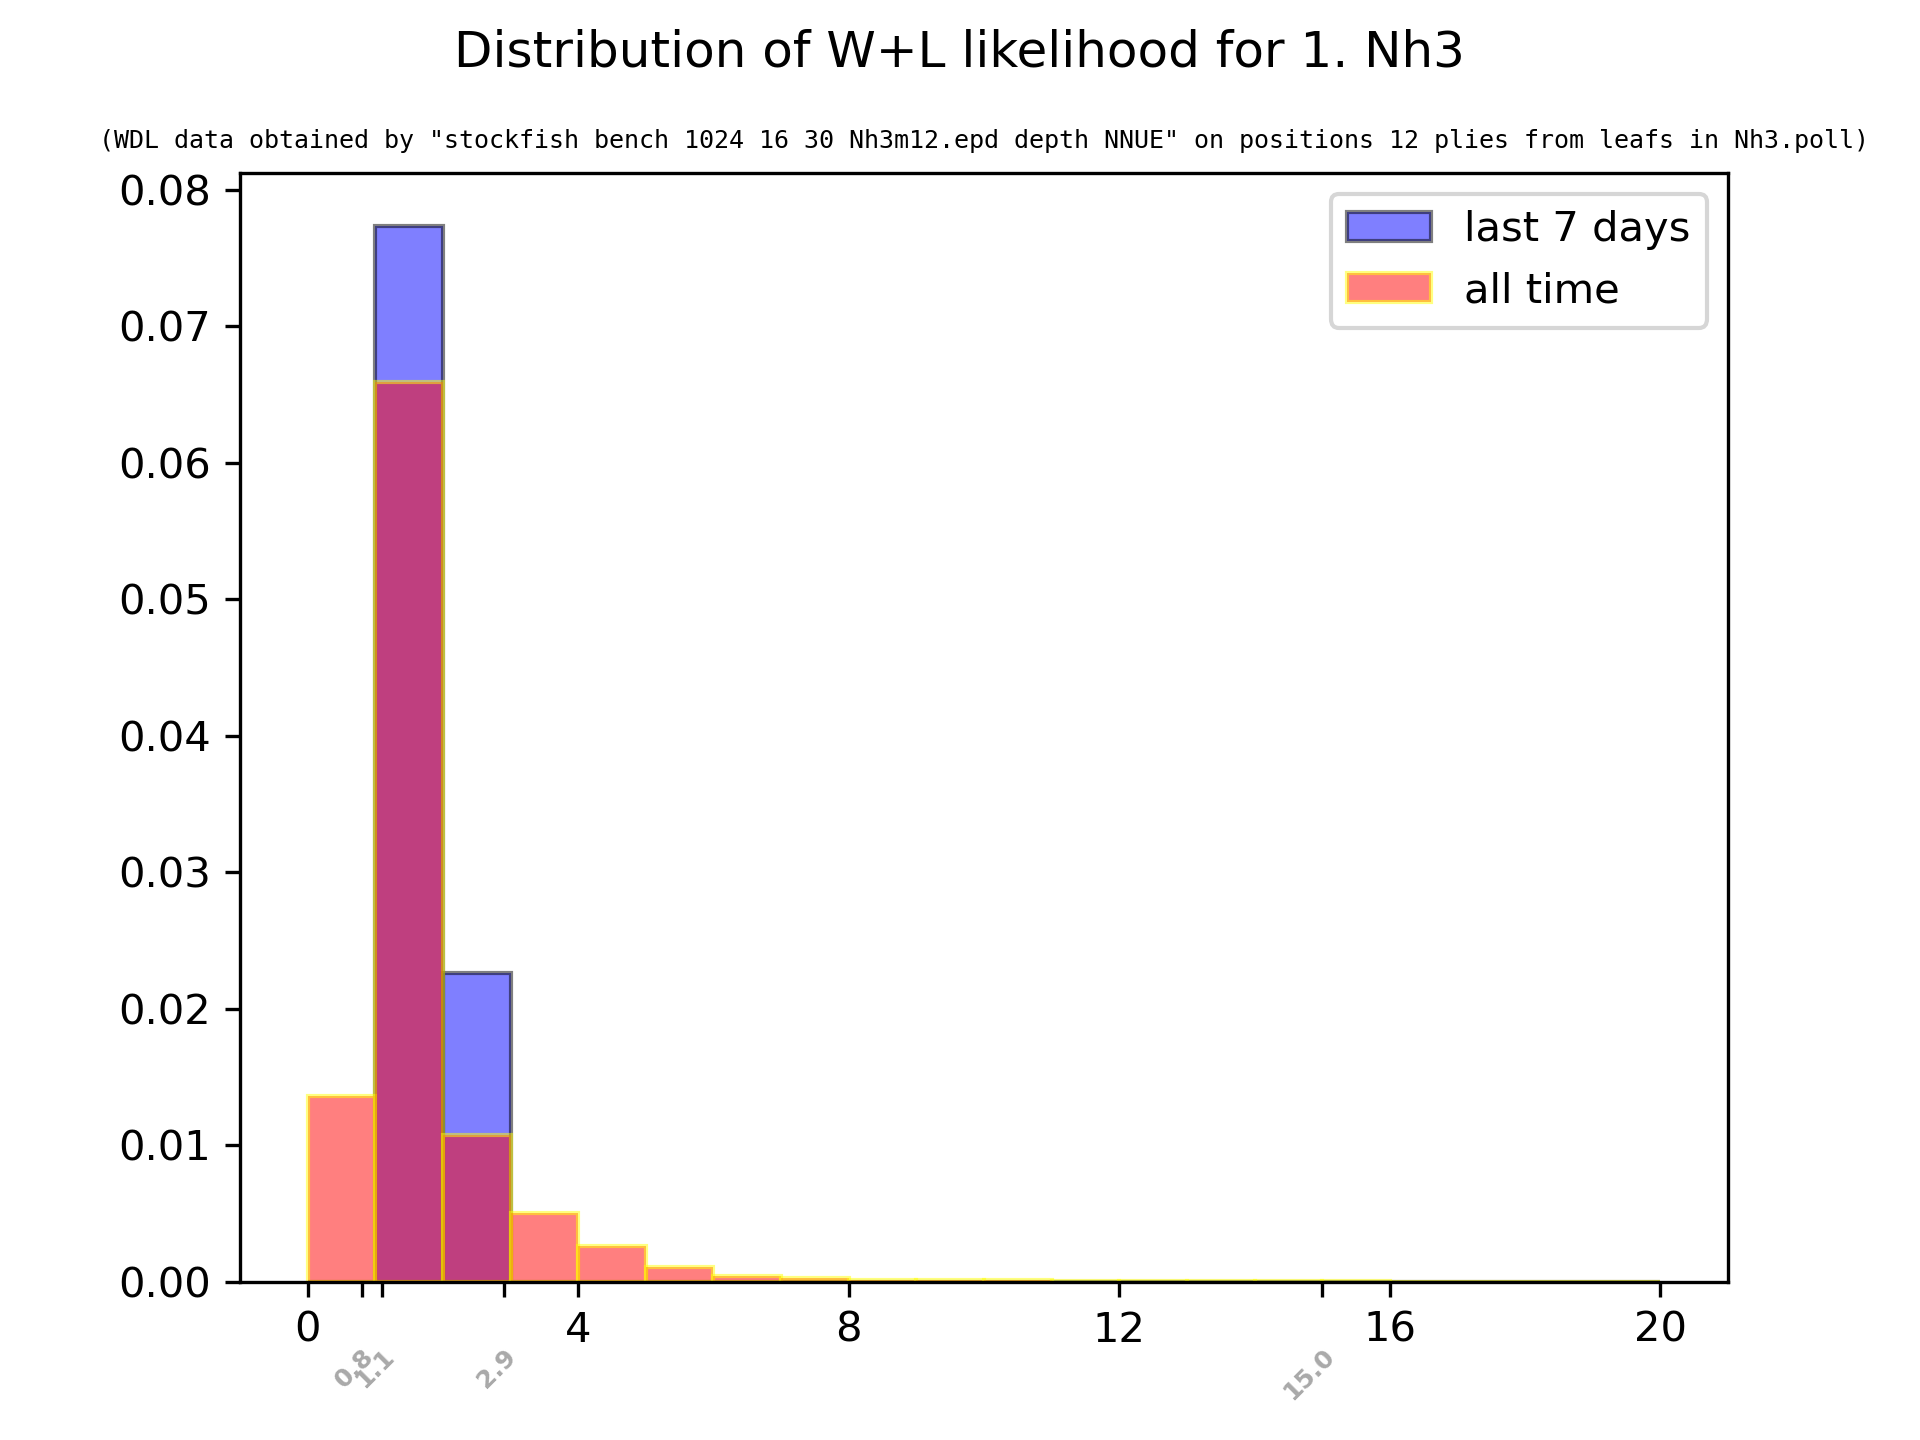 Distribution of W+L likelihood for 1. Nh3
(WDL data obtained by "stockfish bench 1024 16 30 Nh3m12.epd depth NNUE" on positions 12 plies from leafs in Nh3.poll)
last 7 days
all time
0.08
0.07
0.06
0.05
0.04
0.03
0.02
0.01
0.00
0 4 8 12 16 20
0.8 1.1 2.9 15.0